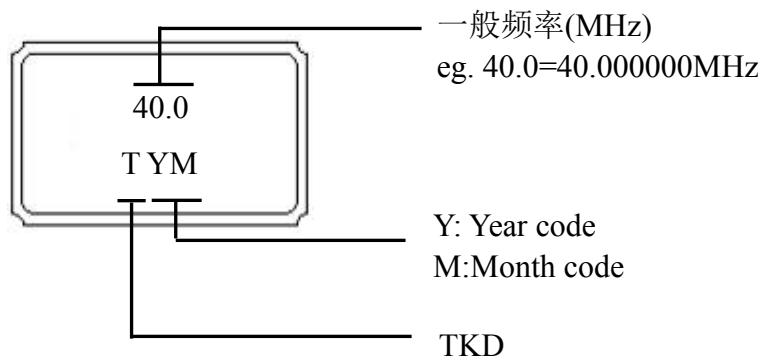 一般频率(MHz)
eg. 40.0=40.000000MHz
40.0
T YM
Y: Year code
M:Month code
TKD